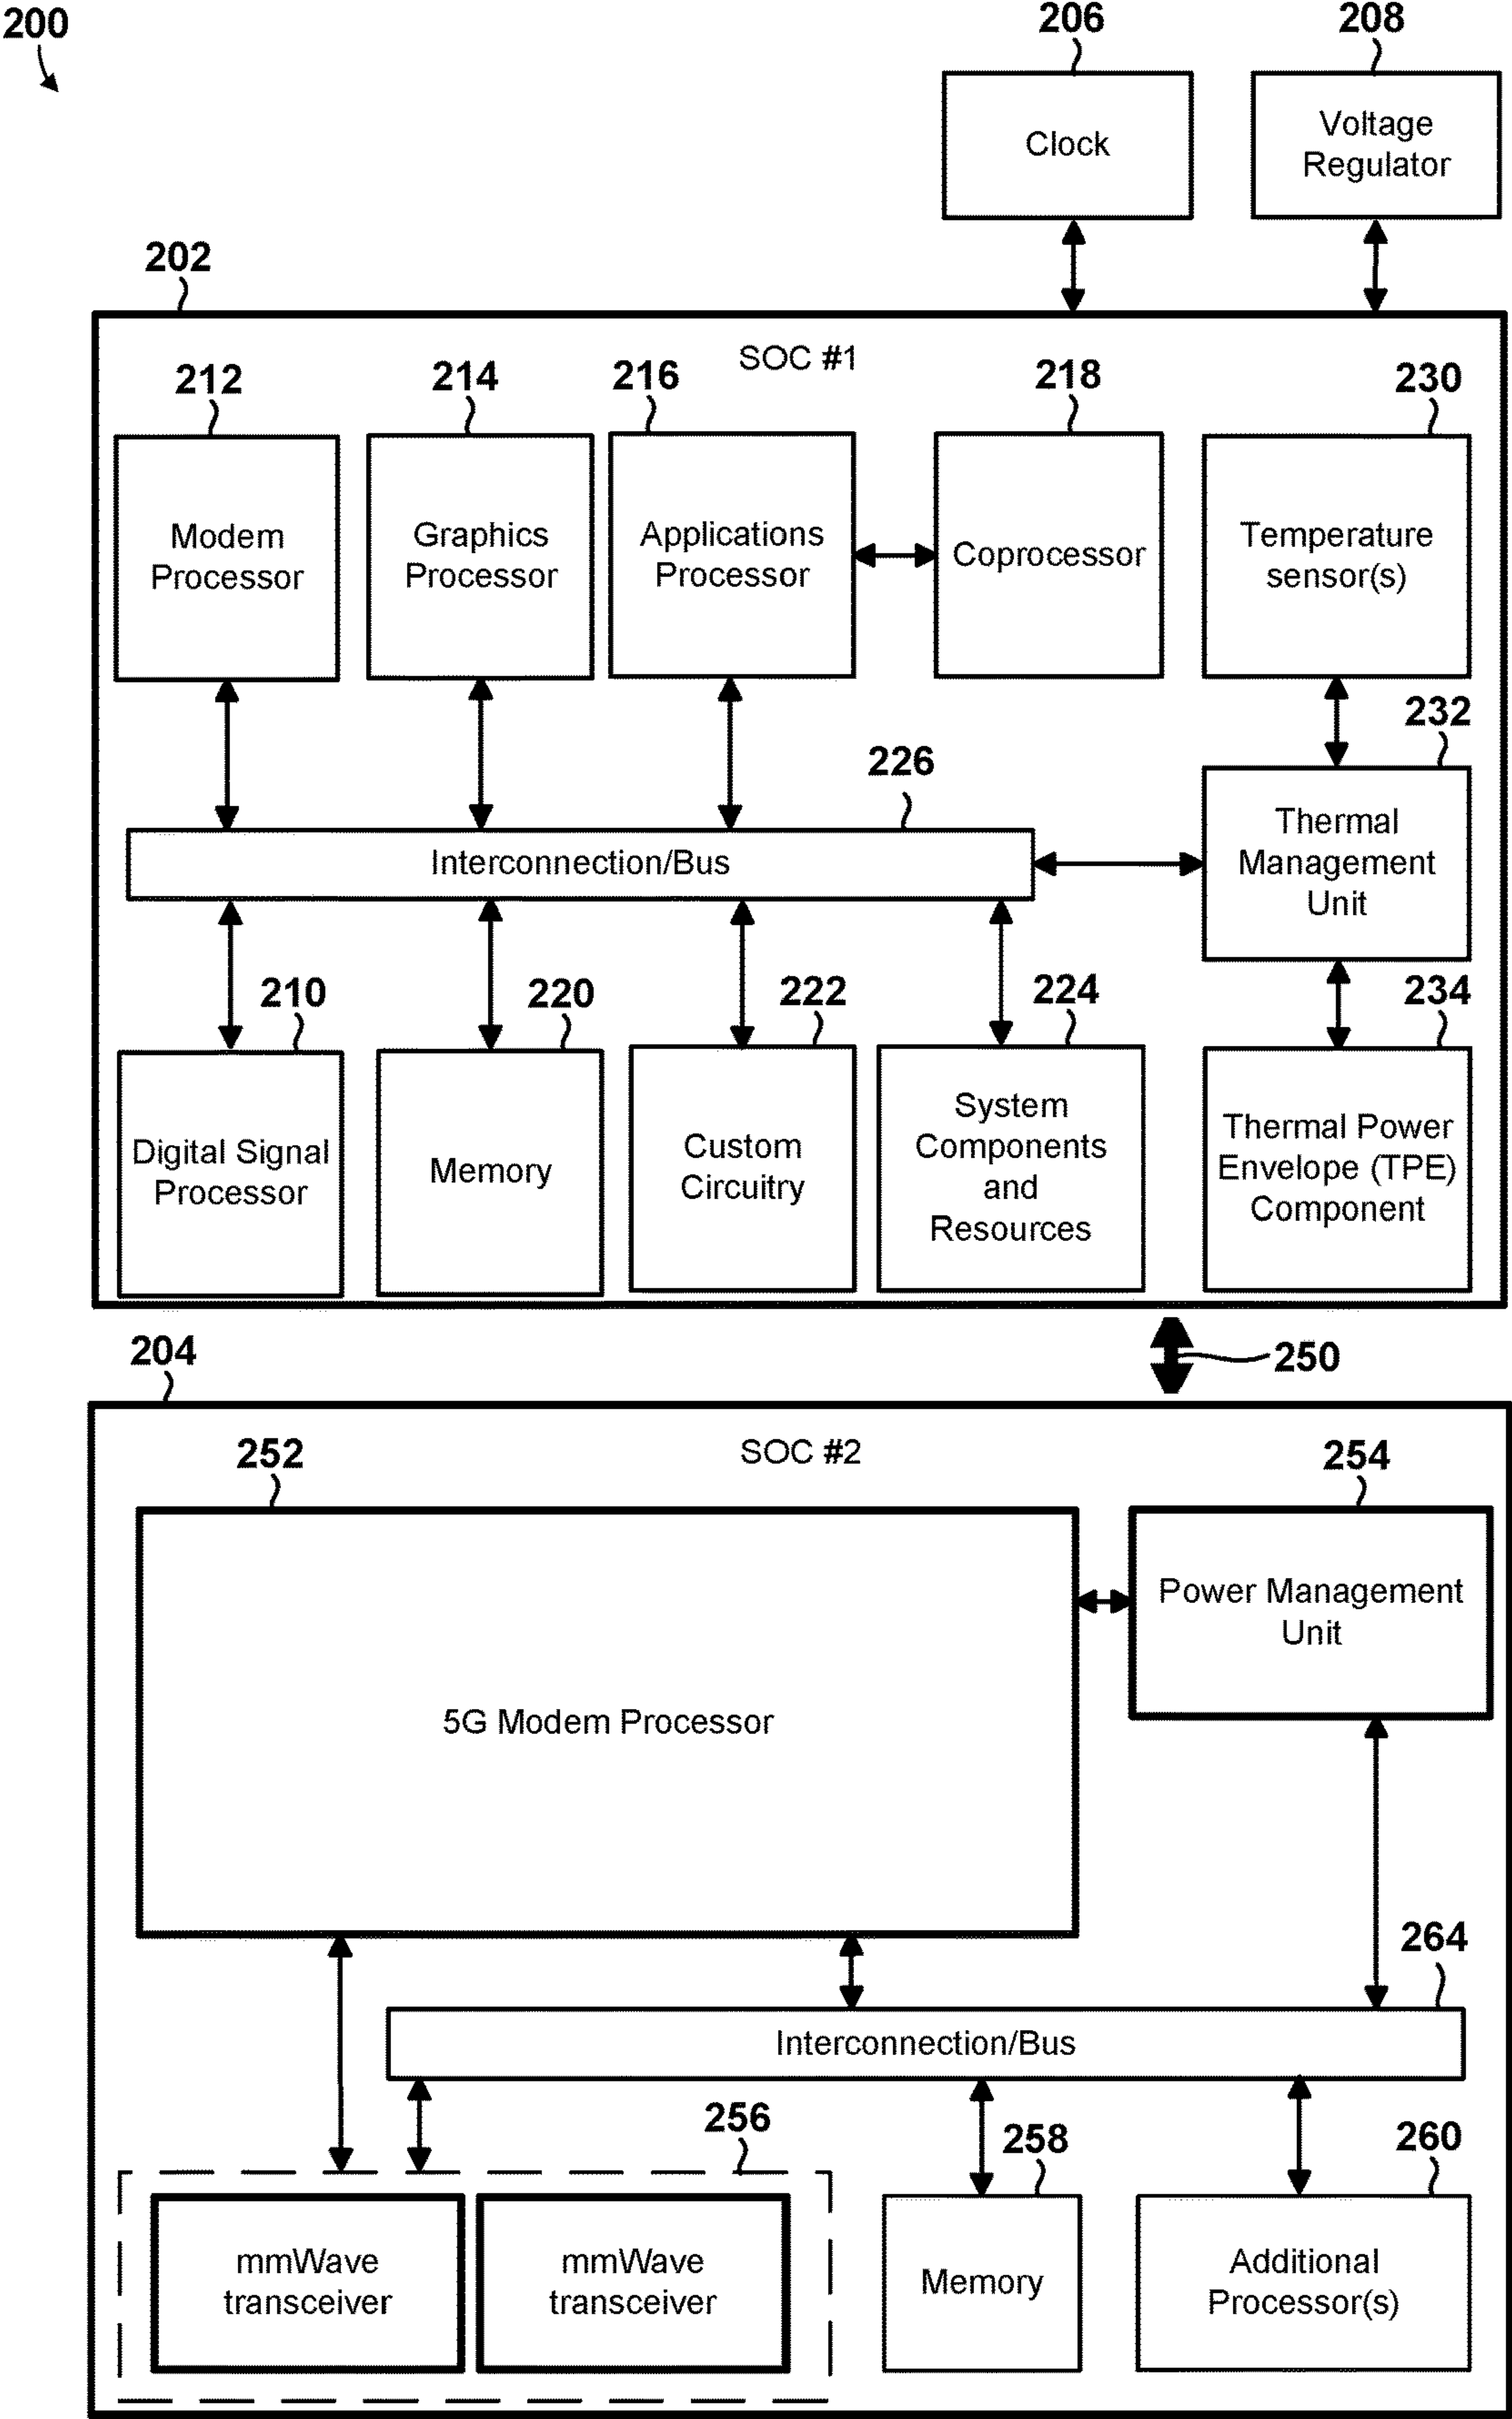 200
206
208
Clock
Voltage
Regulator
202
SOC #1
212
214
216
218
230
Modem
Processor
Graphics
Processor
Applications
Processor
Coprocessor
Temperature
sensor(s)
232
226
Interconnection/Bus
Thermal
Management
Unit
210
220
222
224
234
Digital Signal
Processor
Memory
Custom
Circuitry
System
Components
and
Resources
Thermal Power
Envelope (TPE)
Component
250
204
SOC #2
252
254
5G Modem Processor
Power Management
Unit
264
Interconnection/Bus
256
258
260
mmWave
transceiver
mmWave
transceiver
Memory
Additional
Processor(s)